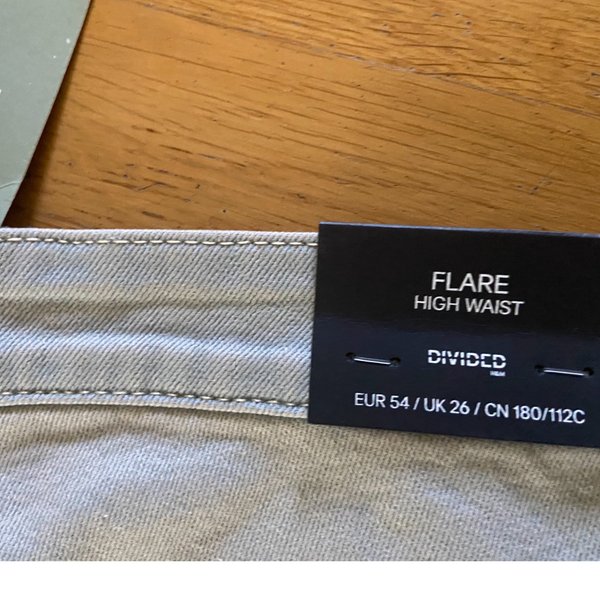 FLARE
HIGH WAIST
DIVIDED
H&M
EUR 54 / UK 26 / CN 180/112C